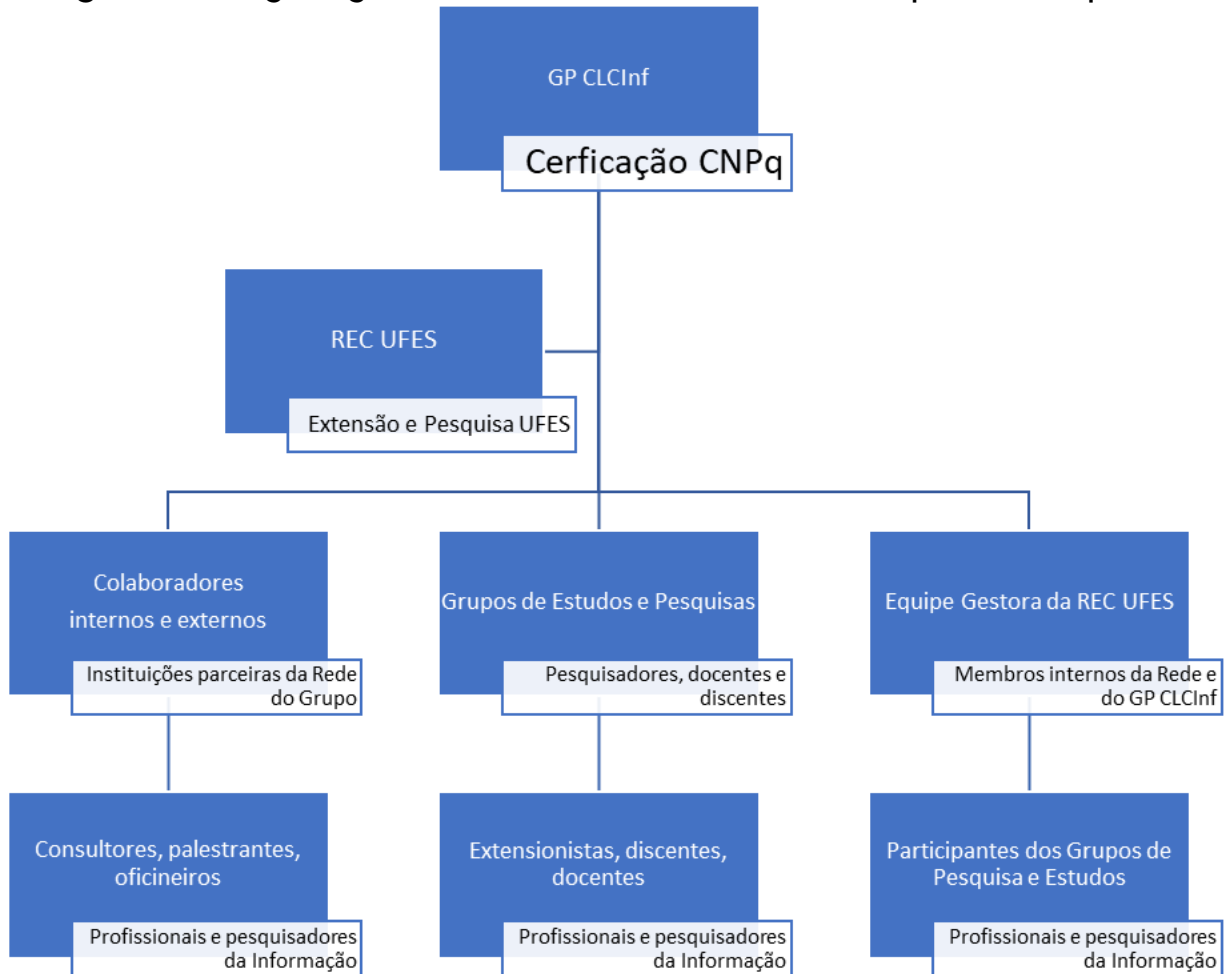 GP CLCInf
Cerficação CNPq
REC UFES
Extensão e Pesquisa UFES
Colaboradores
internos e externos
Instituições parceiras da Rede
do Grupo
Grupos de Estudos e Pesquisas
Pesquisadores, docentes e
discentes
Equipe Gestora da REC UFES
Membros internos da Rede e
do GP CLCInf
Consultores, palestrantes,
oficineiros
Profissionais e pesquisadores
da Informação
Extensionistas, discentes,
docentes
Profissionais e pesquisadores
da Informação
Participantes dos Grupos de
Pesquisa e Estudos
Profissionais e pesquisadores
da Informação